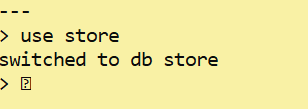 ---
> use store
switched to db store
>